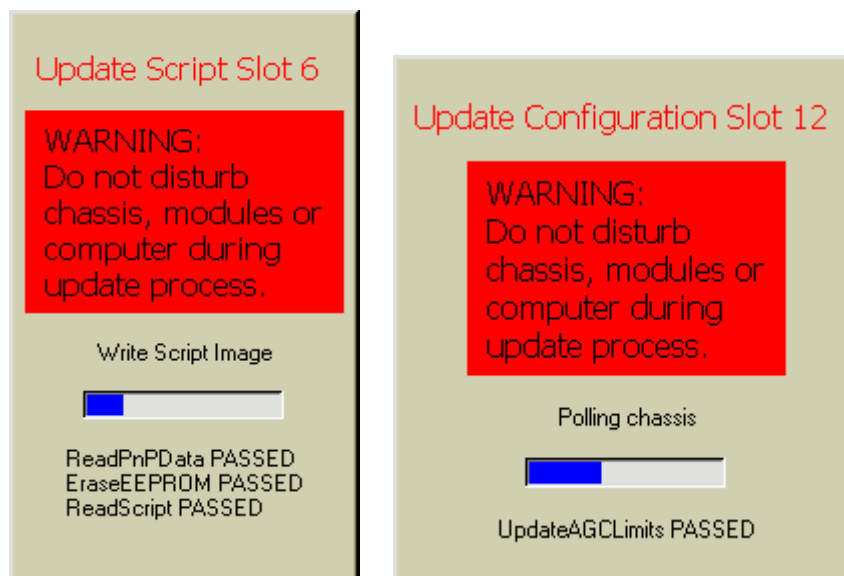 Update Script Slot 6
WARNING:
Do not disturb
chassis, modules or
computer during
update process.
Write Script Image
ReadPnPData PASSED
EraseEEPROM PASSED
ReadScript PASSED
Update Configuration Slot 12
WARNING:
Do not disturb
chassis, modules or
computer during
update process.
Polling chassis
UpdateAGCLimits PASSED